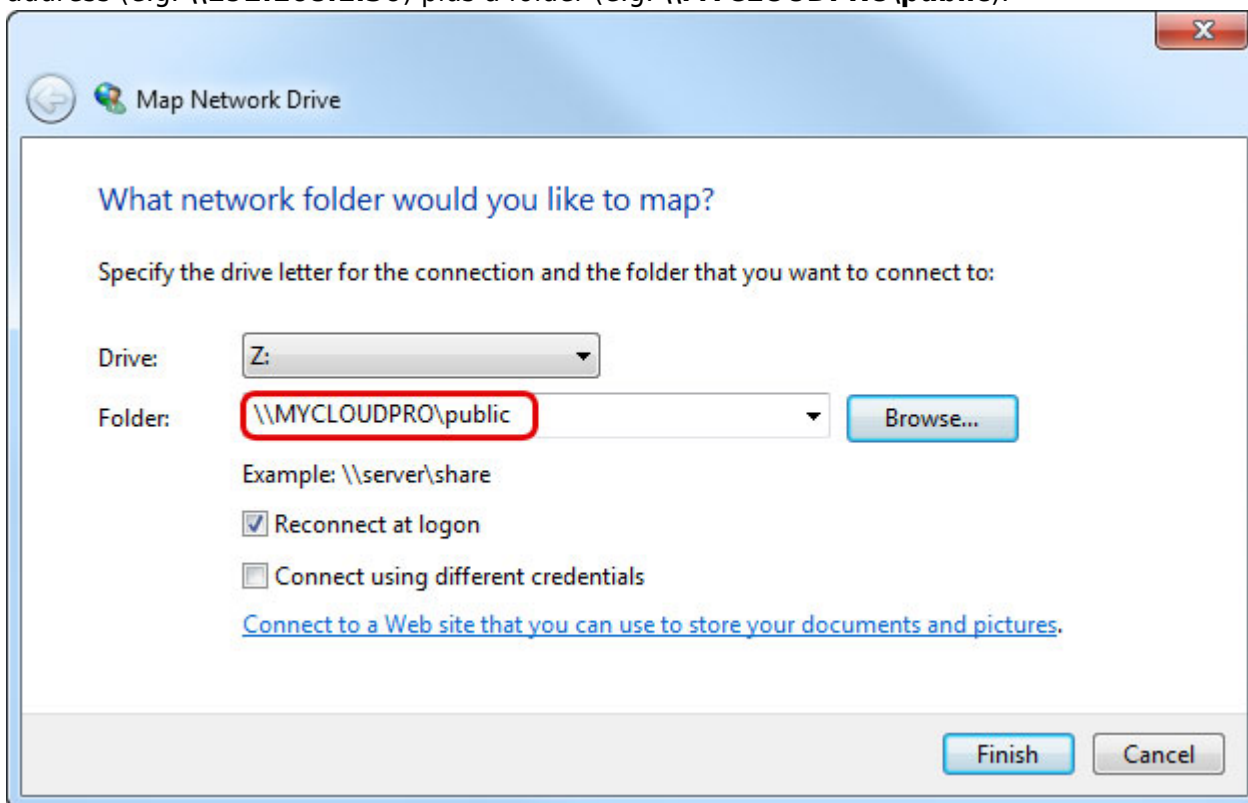 Map Network Drive
What network folder would you like to map?
Specify the drive letter for the connection and the folder that you want to connect to:
Drive: Z:
Folder: \\MYCLOUDPRO\public Browse...
Example: \\server\share
Reconnect at logon
Connect using different credentials
Connect to a Web site that you can use to store your documents and pictures.
Finish Cancel